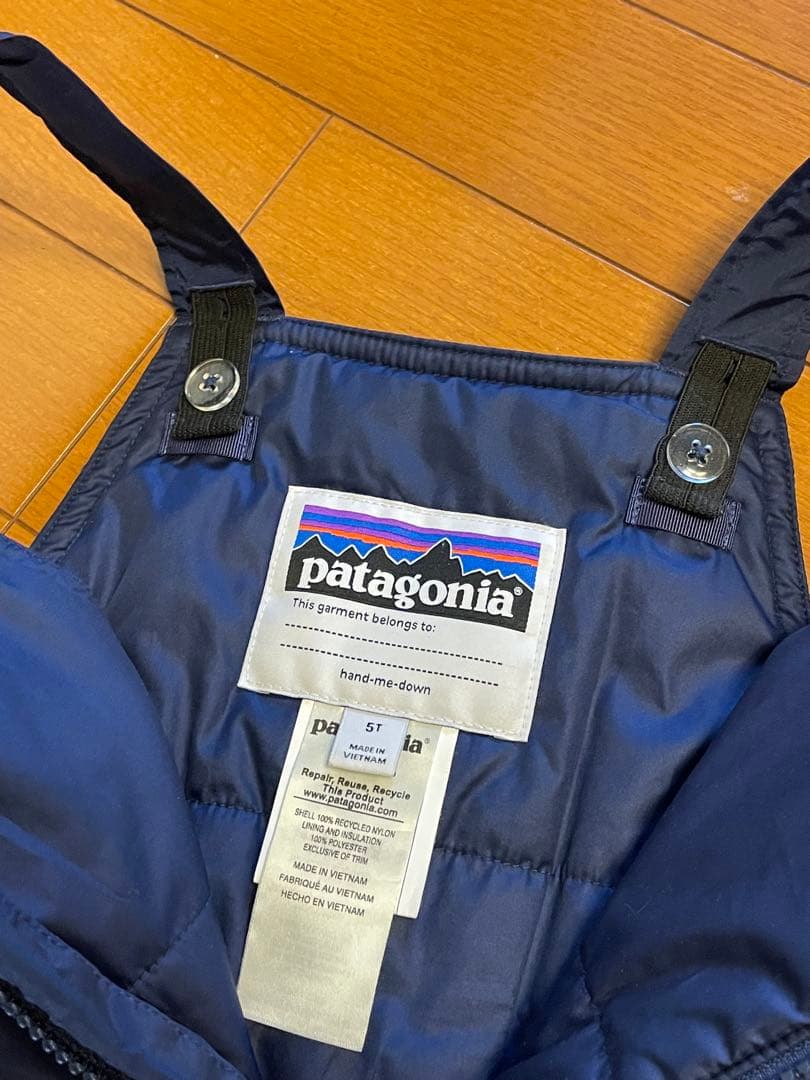 patagonia®
This garment belongs to:
hand-me-down
5T
MADE IN
VIETNAM
pa a®
Repair, Reuse, Recycle
This Product
www.patagonia.com
SHELL 100% RECYCLED NYLON
LINING AND INSULATION
100% POLYESTER
EXCLUSIVE OF TRIM
MADE IN VIETNAM
FABRIQUÉ AU VIETNAM
HECHO EN VIETNAM